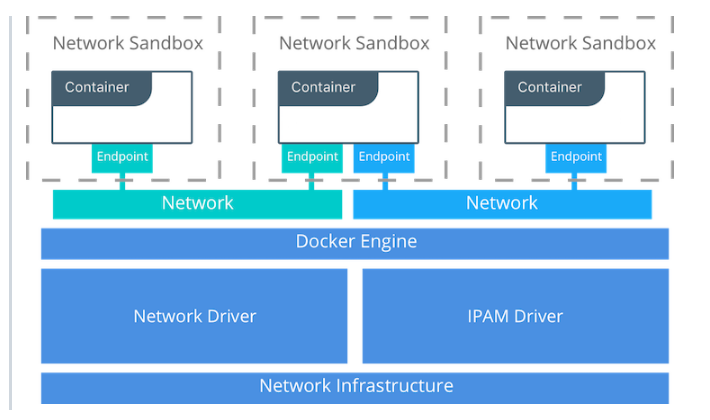 Network Sandbox
Network Sandbox
Network Sandbox
Container
Container
Container
Endpoint
Endpoint
Endpoint
Endpoint
Network
Network
Docker Engine
Network Driver
IPAM Driver
Network Infrastructure